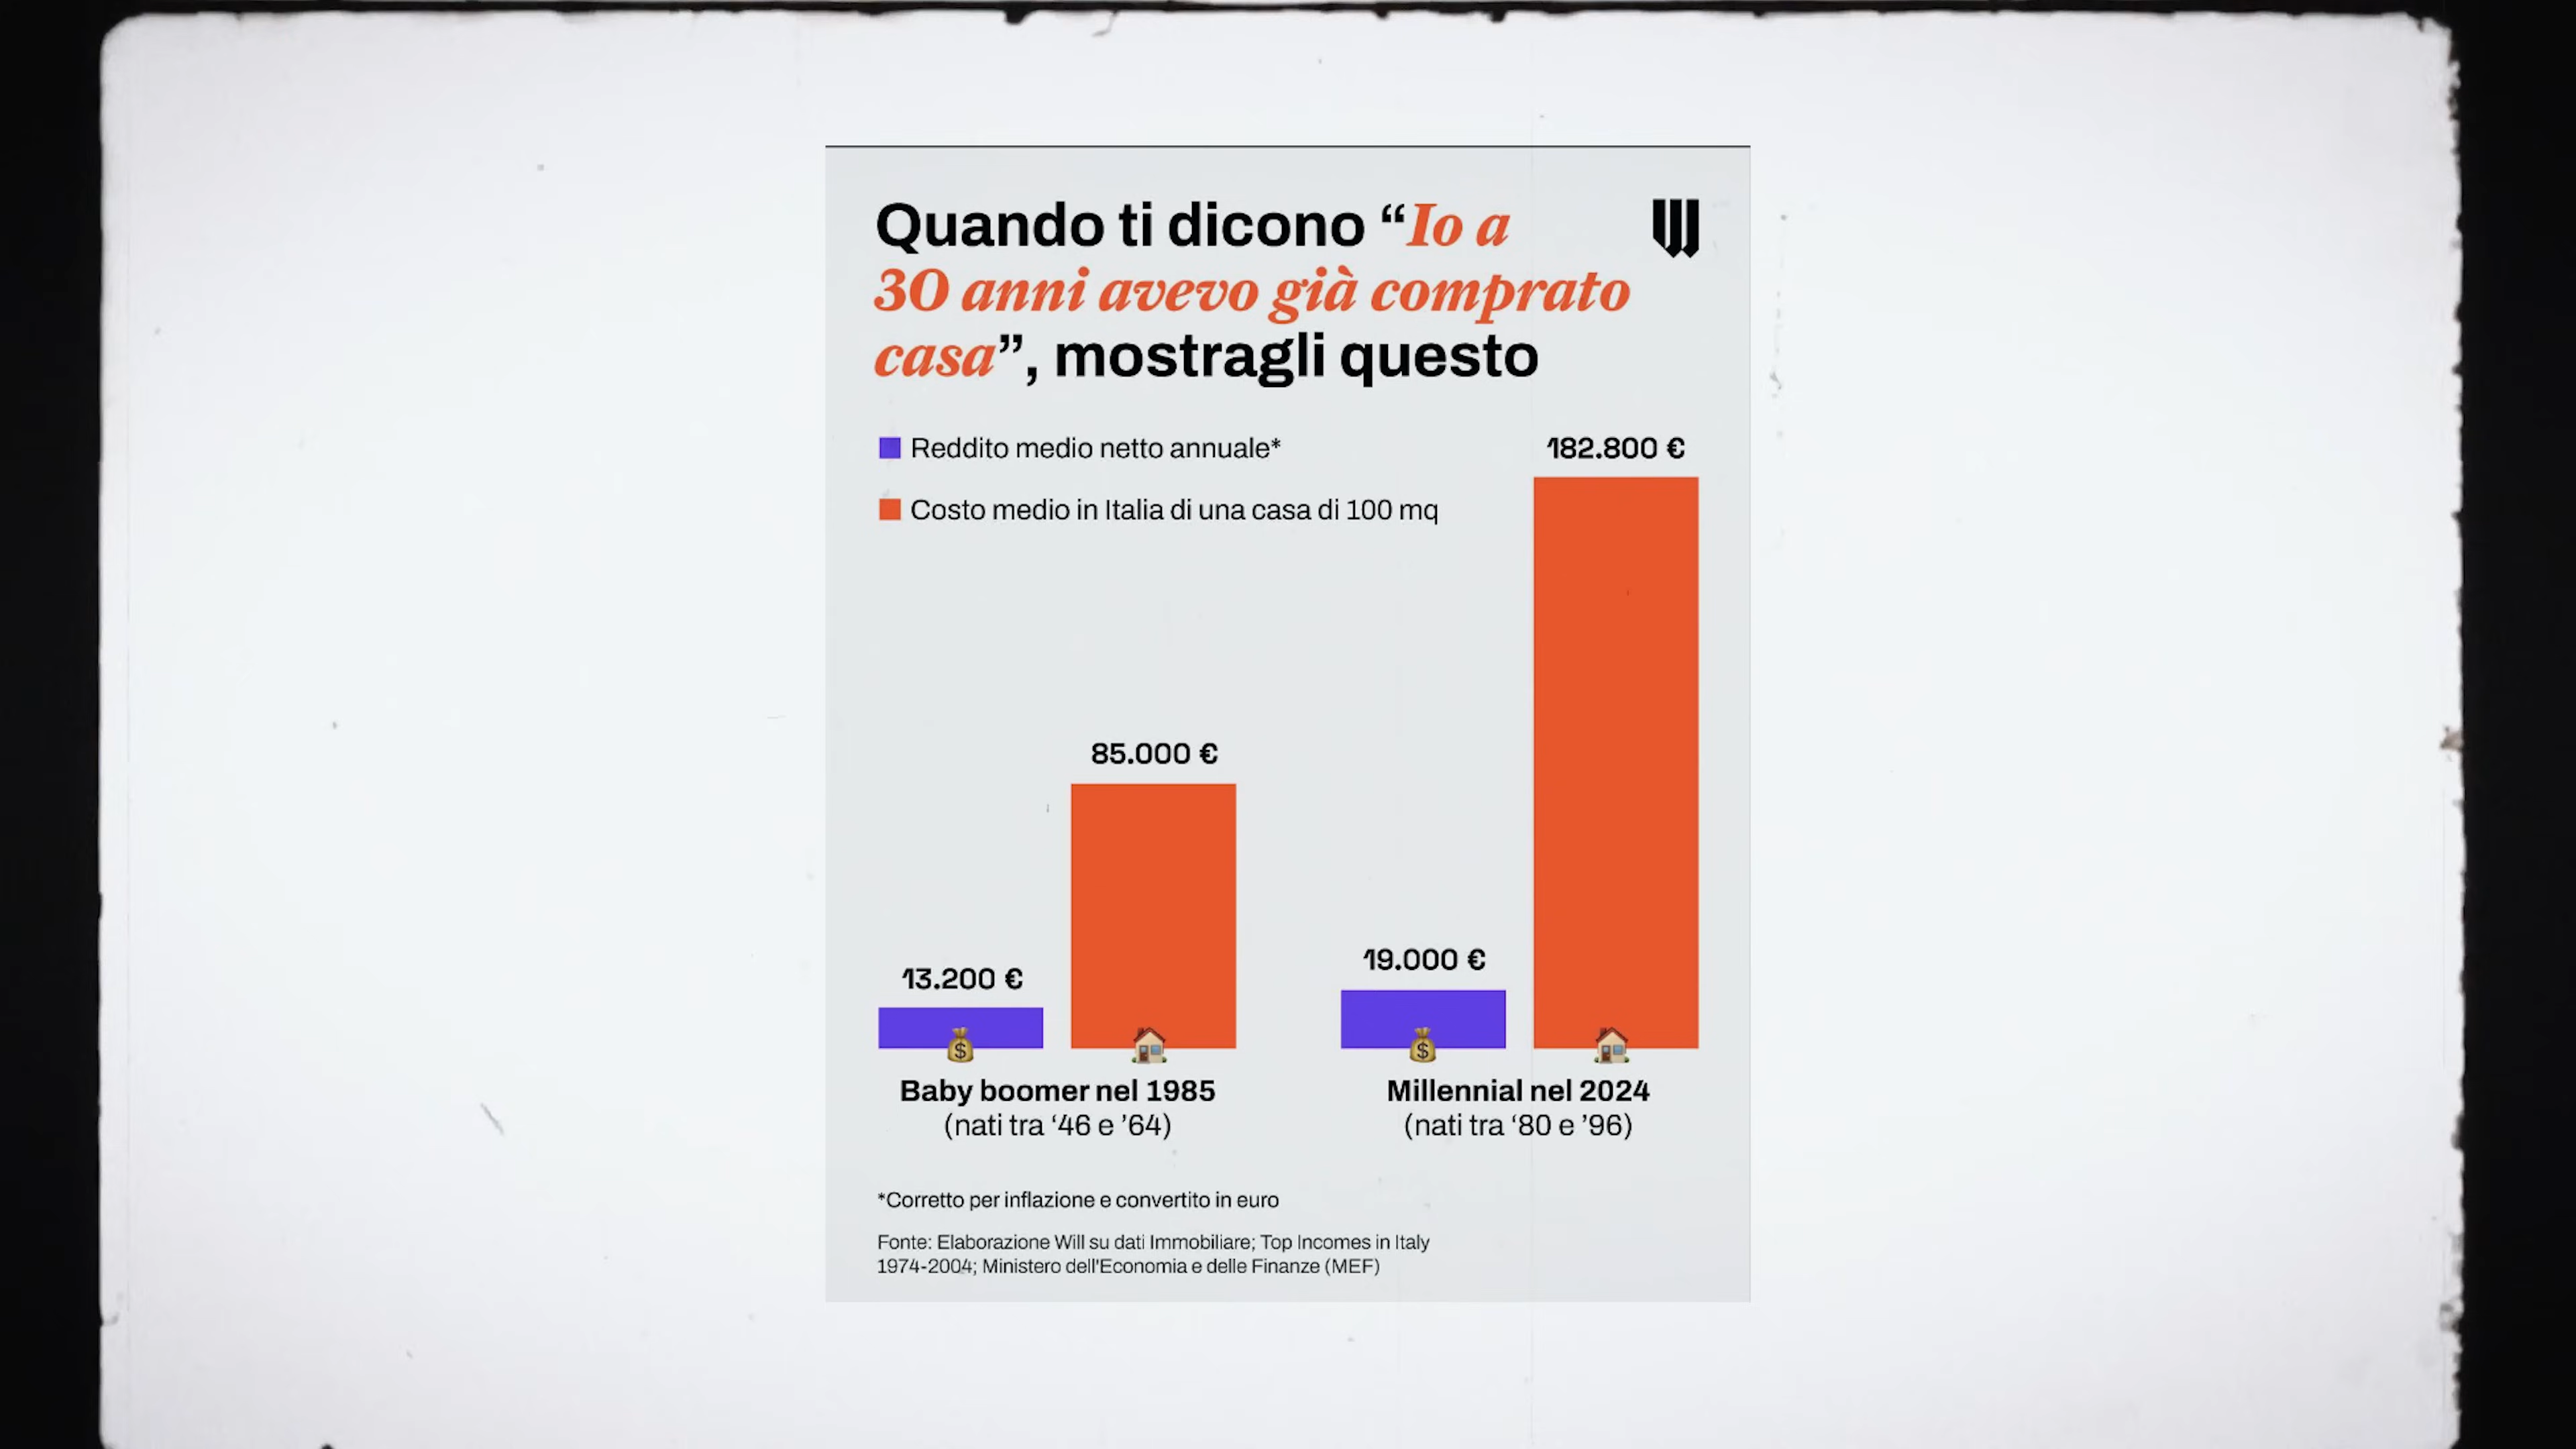 Quando ti dicono “Io a
30 anni avevo già comprato
casa”, mostragli questo
Reddito medio netto annuale*
Costo medio in Italia di una casa di 100 mq
182.800 €
85.000 €
13.200 €
19.000 €
Baby boomer nel 1985
(nati tra ‘46 e ’64)
Millennial nel 2024
(nati tra ‘80 e ’96)
*Corretto per inflazione e convertito in euro
Fonte: Elaborazione Will su dati Immobiliare; Top Incomes in Italy
1974-2004; Ministero dell'Economia e delle Finanze (MEF)